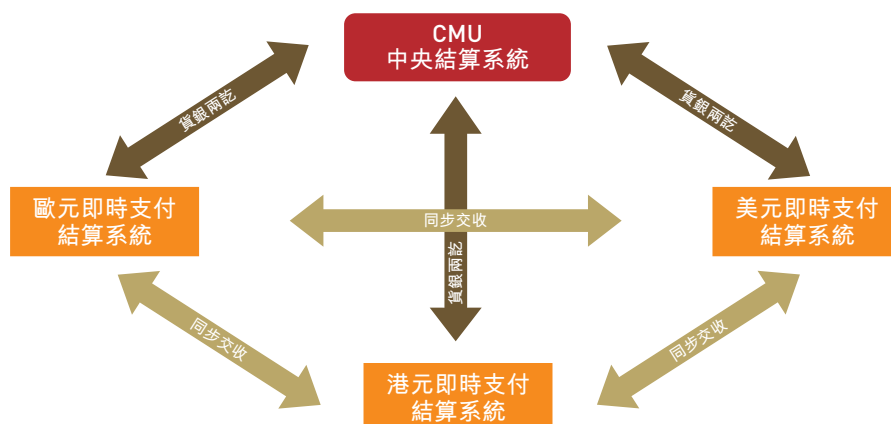 CMU
中央結算系統
貨銀兩訖
貨銀兩訖
歐元即時支付
結算系統
同步交收
美元即時支付
結算系統
貨銀兩訖
同步交收
同步交收
港元即時支付
結算系統